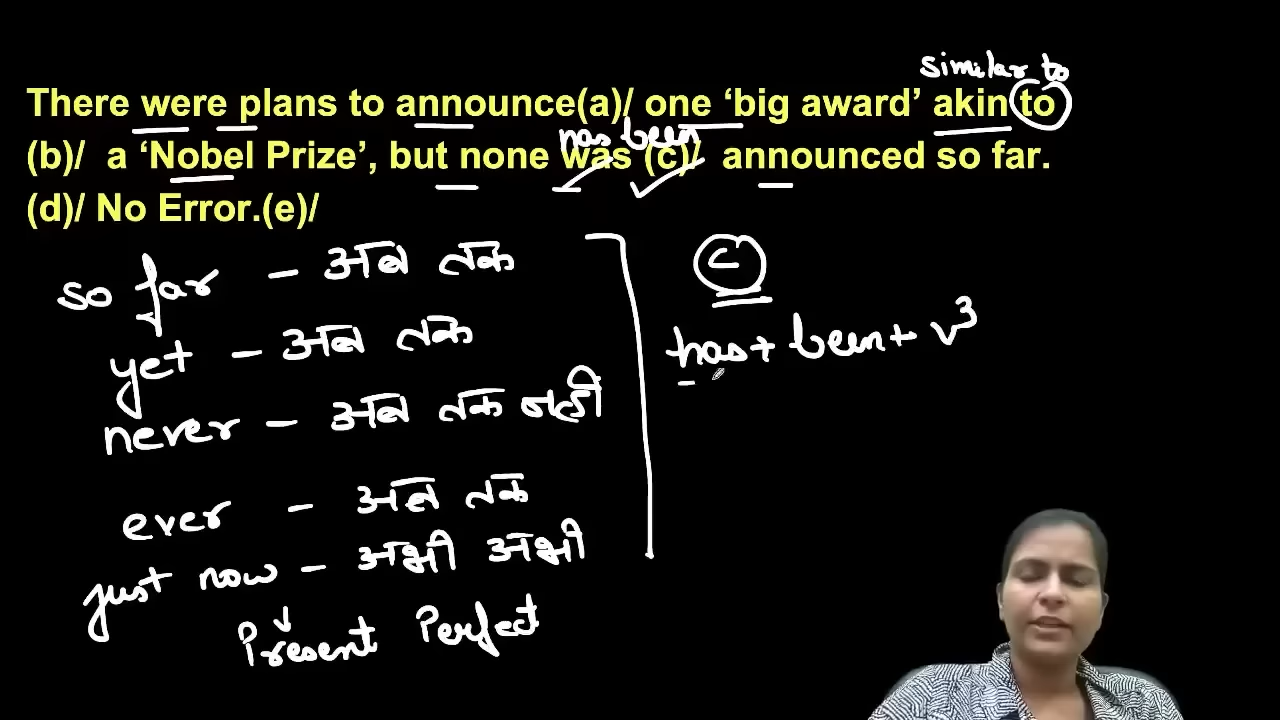 similar to
There were plans to announce(a)/ one ‘big award’ akin to
has been
(b)/ a ‘Nobel Prize’, but none was (c)/ announced so far.
(d)/ No Error.(e)/
so far - अब तक
yet - अब तक
never - अब तक नही
ever - अब तक
just now - अभी अभी
Present Perfect
C
has + been + v3